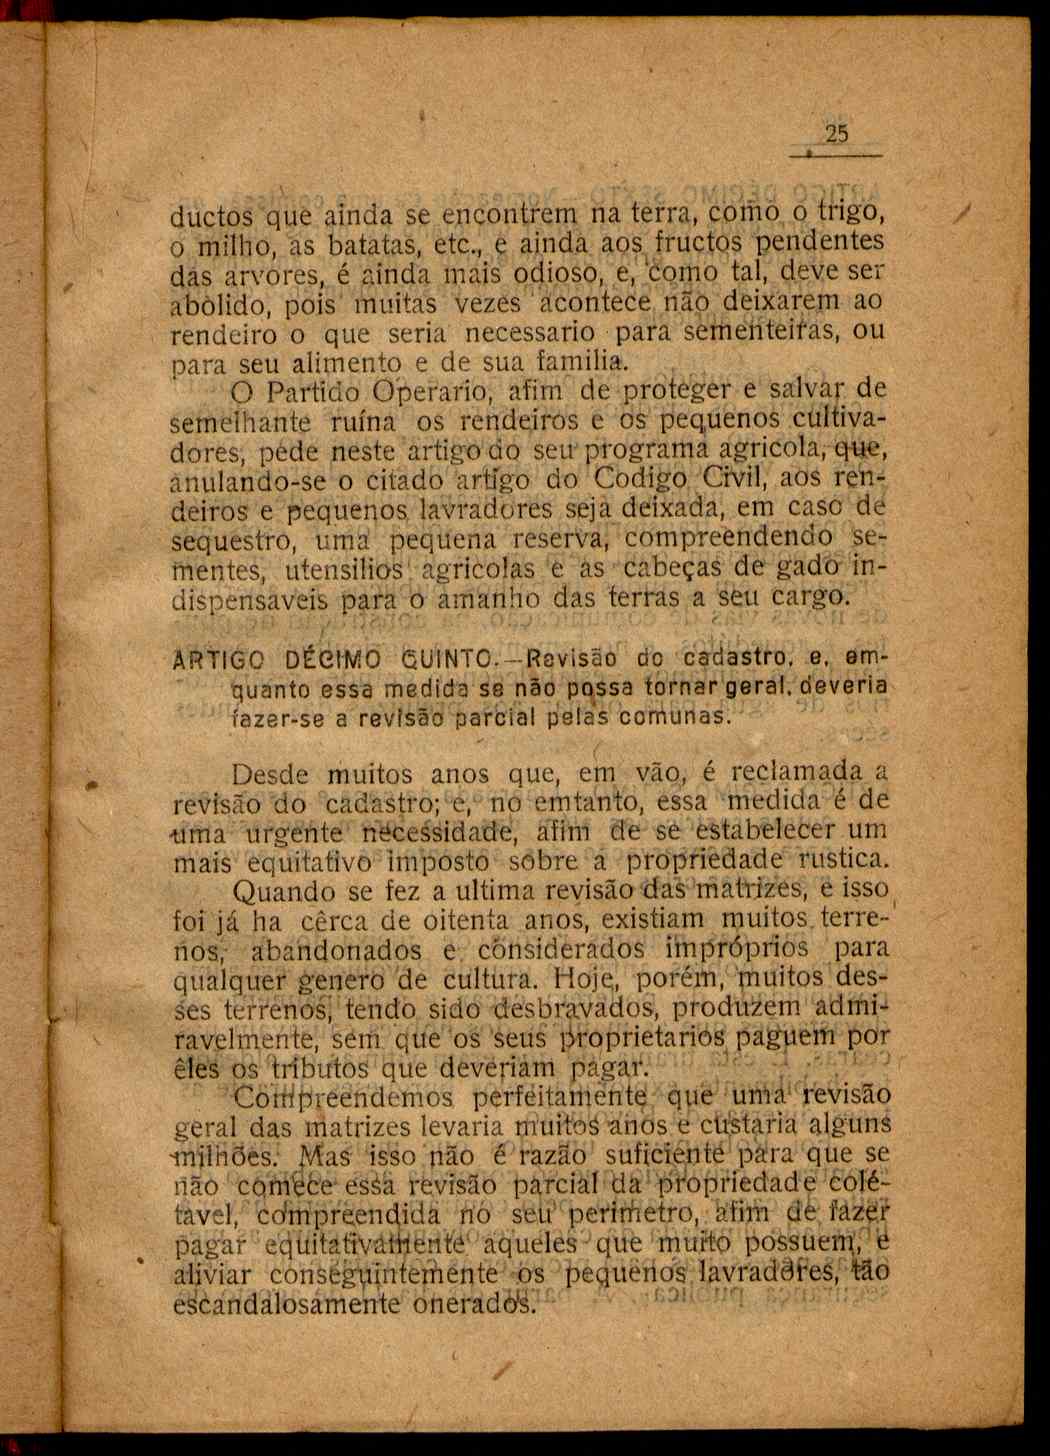 25
ductos que ainda se encontrem na terra, como o trigo,
o milho, as batatas, etc., e ainda aos fructos pendentes
das arvores, é ainda mais odioso, e, como tal, deve ser
abolido, pois muitas vezes acontece não deixarem ao
rendeiro o que seria necessario para sementeiras, ou
para seu alimento e de sua familia.
O Partido Operario, afim de proteger e salvar de
semelhante ruína os rendeiros e os pequenos cultiva-
dores, pede neste artigo do seu programa agricola, que,
anulando-se o citado artigo do Codigo Civil, aos ren-
deiros e pequenos lavradores seja deixada, em caso de
sequestro, uma pequena reserva, compreendendo se-
mentes, utensilios agricolas e as cabeças de gado in-
dispensaveis para o amanho das terras a seu cargo.
ARTIGO DÉCIMO QUINTO.—Revisão do cadastro, e, em-
quanto essa medida se não possa tornar geral, deveria
fazer-se a revisão parcial pelas comunas.
Desde muitos anos que, em vão, é reclamada a
revisão do cadastro; e, no emtanto, essa medida é de
uma urgente necessidade, afim de se estabelecer um
mais equitativo imposto sobre a propriedade rustica.
Quando se fez a ultima revisão das matrizes, e isso
foi já ha cêrca de oitenta anos, existiam muitos terre-
nos, abandonados e considerados impróprios para
qualquer genero de cultura. Hoje, porém, muitos des-
ses terrenos, tendo sido desbravados, produzem admi-
ravelmente, sem que os seus proprietarios paguem por
êles os tributos que deveriam pagar.
Compreendemos perfeitamente que uma revisão
geral das matrizes levaria muitos anos e custaria alguns
milhões. Mas isso não é razão suficiente para que se
não comece essa revisão parcial da propriedade colé-
tavel, compreendida no seu perimetro, afim de fazer
pagar equitativamente aqueles que muito possuem, e
aliviar conseguintemente os pequenos lavradores, tão
escandalosamente onerados.